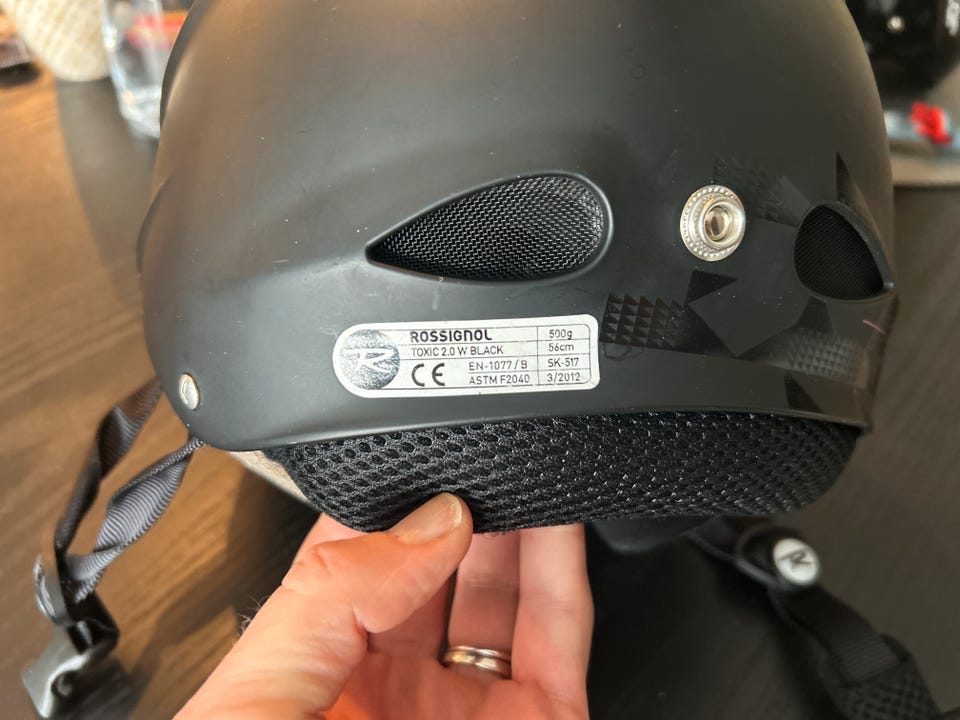 ROSSIGNOL 500g
TOXIC 2.0 W BLACK 56cm
CE EN-1077 / B SK-517
ASTM F2040 3/2012